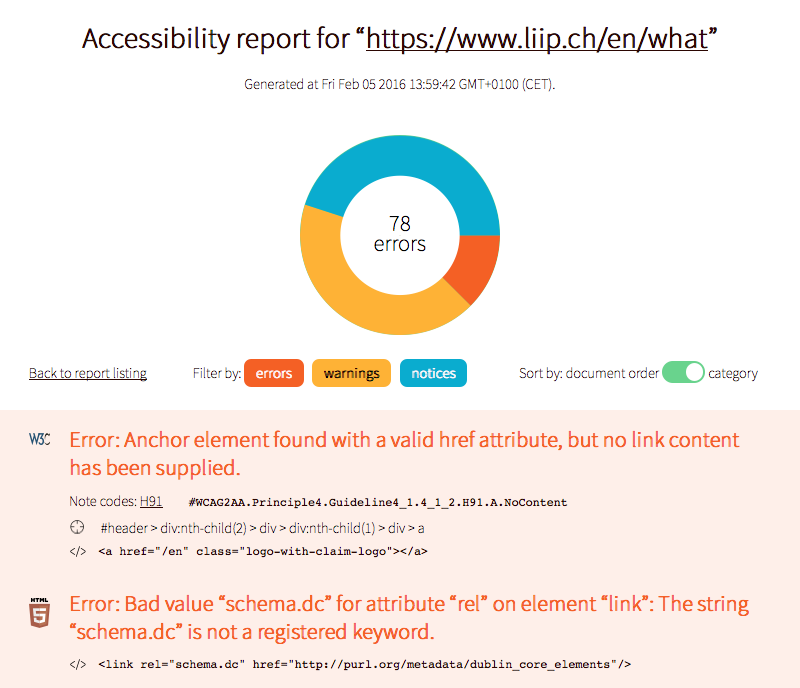 Accessibility report for “https://www.liip.ch/en/what”
Generated at Fri Feb 05 2016 13:59:42 GMT+0100 (CET).
78
errors
Back to report listing Filter by: errors warnings notices Sort by: document order category
W3C Error: Anchor element found with a valid href attribute, but no link content
has been supplied.
Note codes: H91 #WCAG2AA.Principle4.Guideline4_1.4_1_2.H91.A.NoContent
#header > div:nth-child(2) > div > div:nth-child(1) > div > a
</> <a href="/en" class="logo-with-claim-logo"></a>
HTML
5 Error: Bad value “schema.dc” for attribute “rel” on element “link”: The string
“schema.dc” is not a registered keyword.
</> <link rel="schema.dc" href="http://purl.org/metadata/dublin_core_elements"/>